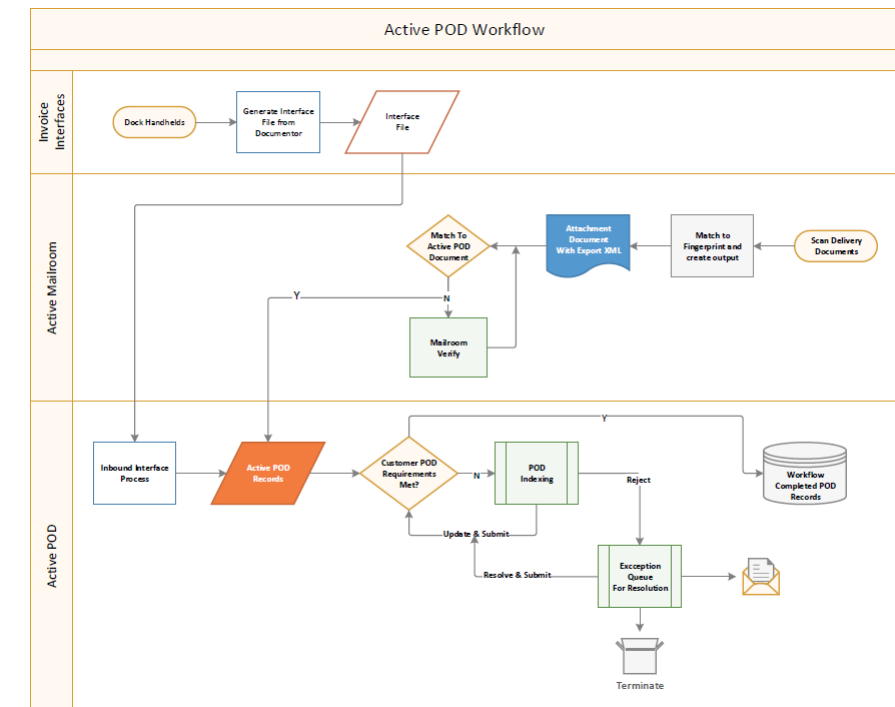 Active POD Workflow
Invoice
Interfaces
Dock Handhelds
Generate Interface
File from
Documentor
Interface
File
Active Mailroom
Match To
Active POD
Document
Attachment
Document
With Export XML
Match to
Fingerprint and
create output
Scan Delivery
Documents
Y
N
Mailroom
Verify
Active POD
Inbound Interface
Process
Active POD
Records
Customer POD
Requirements
Met?
N
POD
Indexing
Y
Workflow
Completed POD
Records
Reject
Update & Submit
Resolve & Submit
Excception
Queue
For Resolution
Terminate